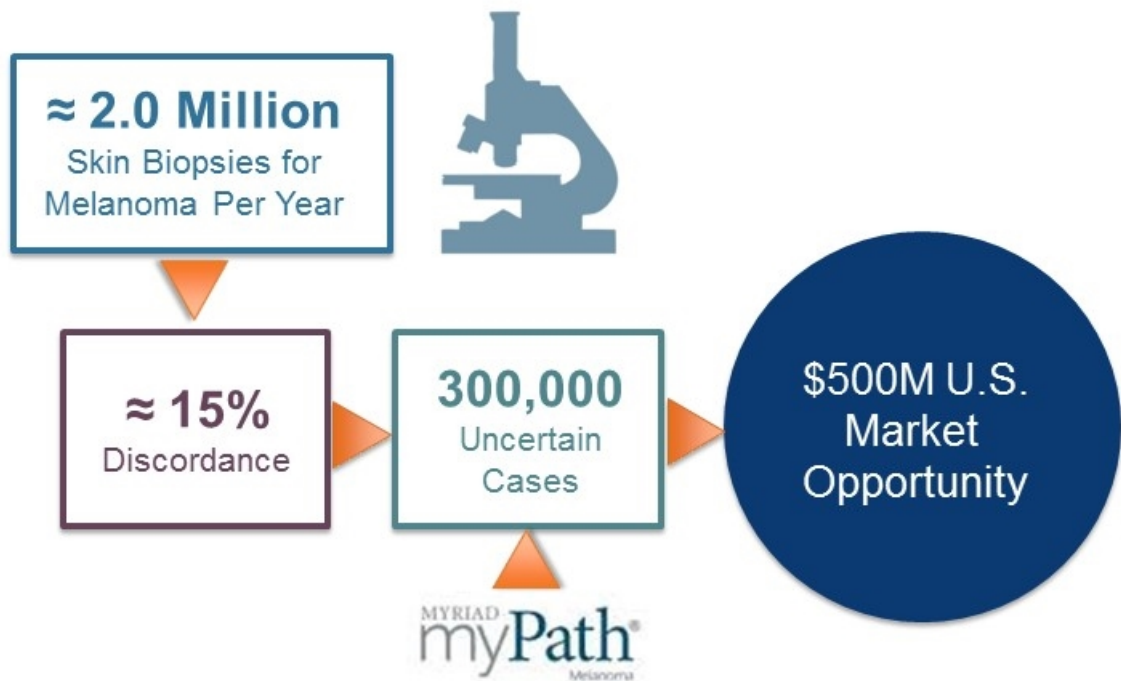 ≈ 2.0 Million
Skin Biopsies for
Melanoma Per Year
≈ 15%
Discordance
300,000
Uncertain
Cases
$500M U.S.
Market
Opportunity
MYRIAD
myPath®
Melanoma